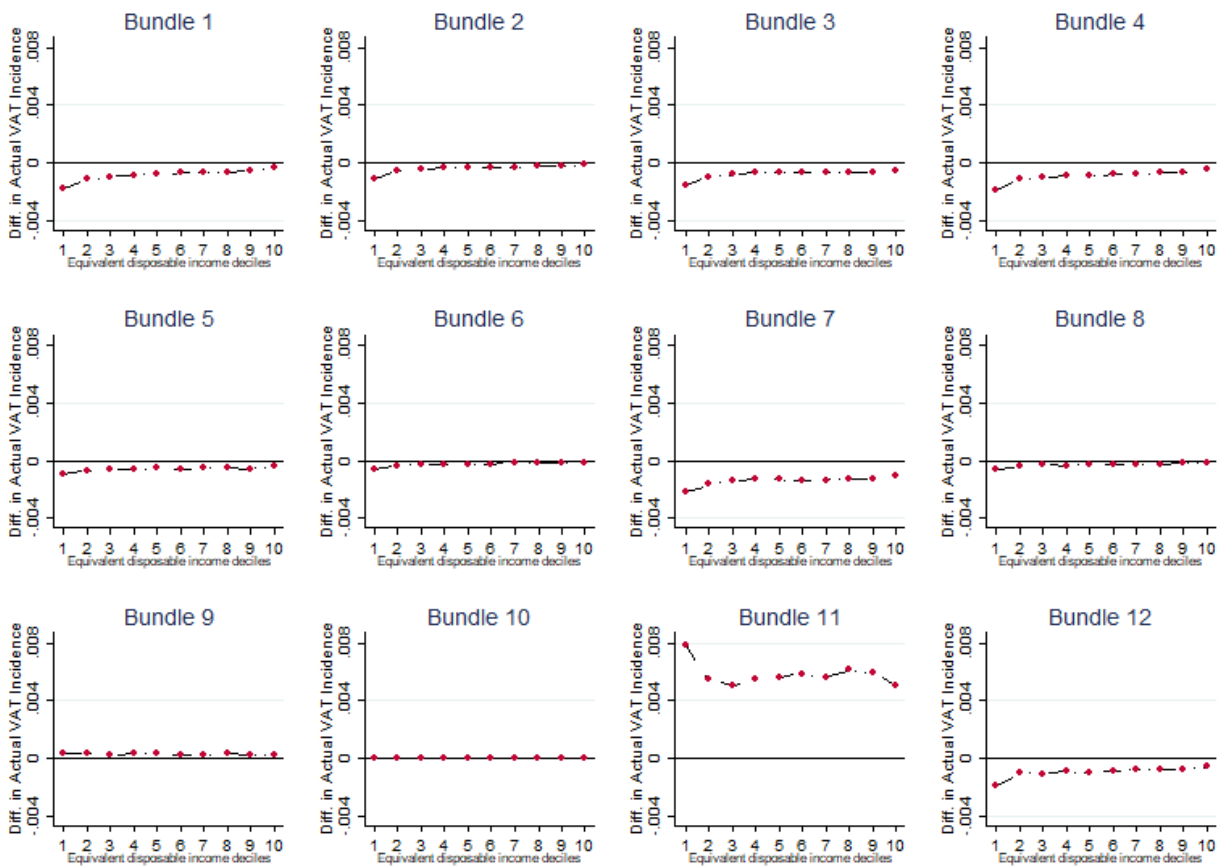 Bundle 1
Diff. in Actual VAT Incidence
.008
.004
0
-.004
1 2 3 4 5 6 7 8 9 10
Equivalent disposable income deciles
Bundle 2
Diff. in Actual VAT Incidence
.008
.004
0
-.004
1 2 3 4 5 6 7 8 9 10
Equivalent disposable income deciles
Bundle 3
Diff. in Actual VAT Incidence
.008
.004
0
-.004
1 2 3 4 5 6 7 8 9 10
Equivalent disposable income deciles
Bundle 4
Diff. in Actual VAT Incidence
.008
.004
0
-.004
1 2 3 4 5 6 7 8 9 10
Equivalent disposable income deciles
Bundle 5
Diff. in Actual VAT Incidence
.008
.004
0
-.004
1 2 3 4 5 6 7 8 9 10
Equivalent disposable income deciles
Bundle 6
Diff. in Actual VAT Incidence
.008
.004
0
-.004
1 2 3 4 5 6 7 8 9 10
Equivalent disposable income deciles
Bundle 7
Diff. in Actual VAT Incidence
.008
.004
0
-.004
1 2 3 4 5 6 7 8 9 10
Equivalent disposable income deciles
Bundle 8
Diff. in Actual VAT Incidence
.008
.004
0
-.004
1 2 3 4 5 6 7 8 9 10
Equivalent disposable income deciles
Bundle 9
Diff. in Actual VAT Incidence
.008
.004
0
-.004
1 2 3 4 5 6 7 8 9 10
Equivalent disposable income deciles
Bundle 10
Diff. in Actual VAT Incidence
.008
.004
0
-.004
1 2 3 4 5 6 7 8 9 10
Equivalent disposable income deciles
Bundle 11
Diff. in Actual VAT Incidence
.008
.004
0
-.004
1 2 3 4 5 6 7 8 9 10
Equivalent disposable income deciles
Bundle 12
Diff. in Actual VAT Incidence
.008
.004
0
-.004
1 2 3 4 5 6 7 8 9 10
Equivalent disposable income deciles